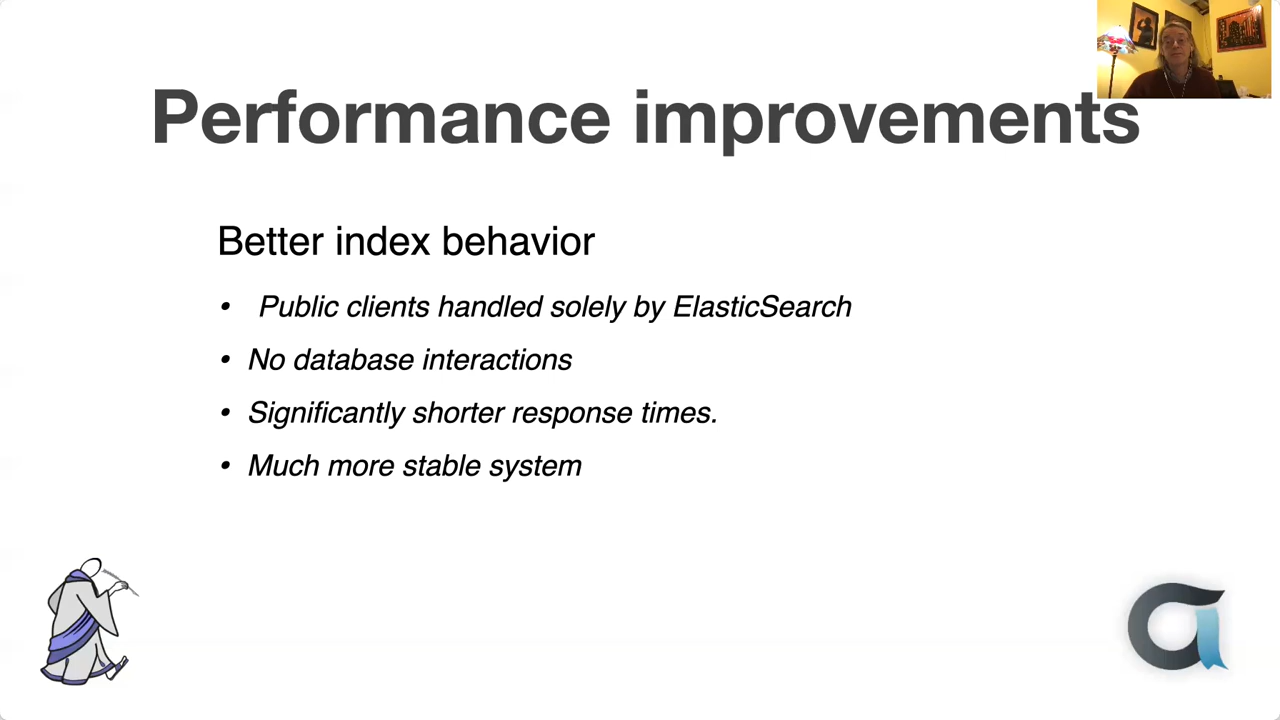 Performance improvements
Better index behavior
• Public clients handled solely by ElasticSearch
• No database interactions
• Significantly shorter response times.
• Much more stable system